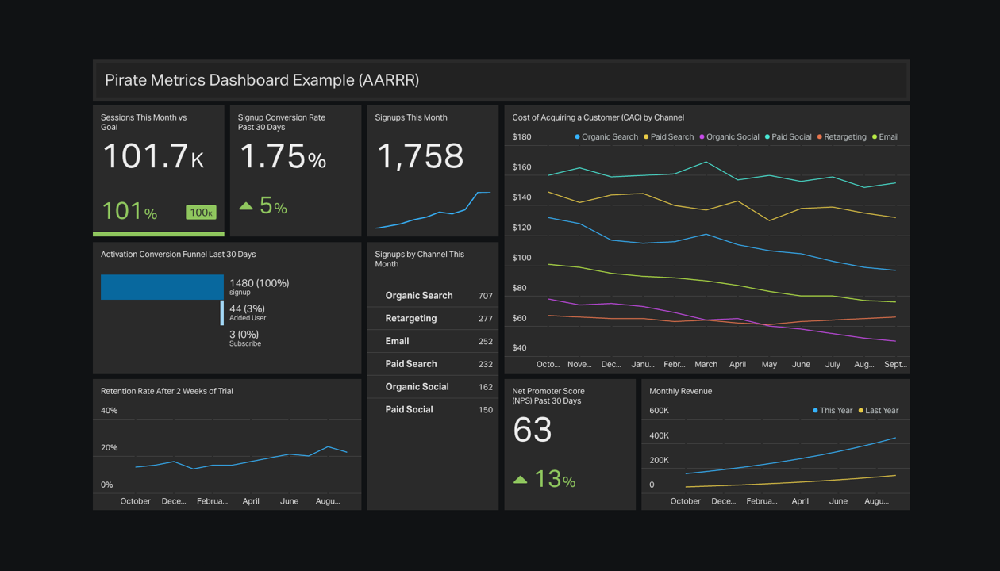 Pirate Metrics Dashboard Example (AARRR)
Sessions This Month vs
Goal
101.7K
101%
100K
Signup Conversion Rate
Past 30 Days
1.75%
5%
Signups This Month
1,758
Cost of Acquiring a Customer (CAC) by Channel
Organic Search Paid Search Organic Social Paid Social Retargeting Email
$180
$160
$140
$120
$100
$80
$60
$40
Octo... Nove... Dec... Janu... Febr... March April May June July Aug... Sept...
Activation Conversion Funnel Last 30 Days
1480 (100%)
signup
44 (3%)
Added User
3 (0%)
Subscribe
Signups by Channel This
Month
Organic Search 707
Retargeting 277
Email 252
Paid Search 232
Organic Social 162
Paid Social 150
Retention Rate After 2 Weeks of Trial
40%
20%
0%
October Dece... Februa... April June Augu...
Net Promoter Score
(NPS) Past 30 Days
63
13%
Monthly Revenue
This Year Last Year
600K
400K
200K
0
October Dece... Februa... April June Augu...